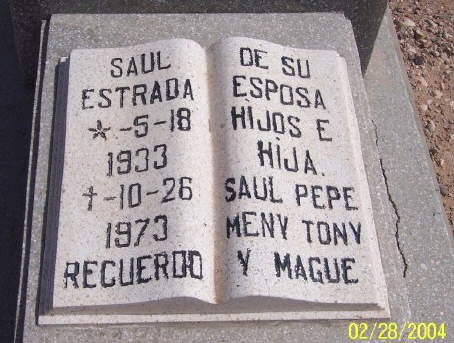 SAUL
ESTRADA
☆-5-18
1933
†-10-26
1973
RECUERDO
DE SU
ESPOSA
HIJOS E
HIJA.
SAUL PEPE
MENY TONY
Y MAGUE
02/28/2004